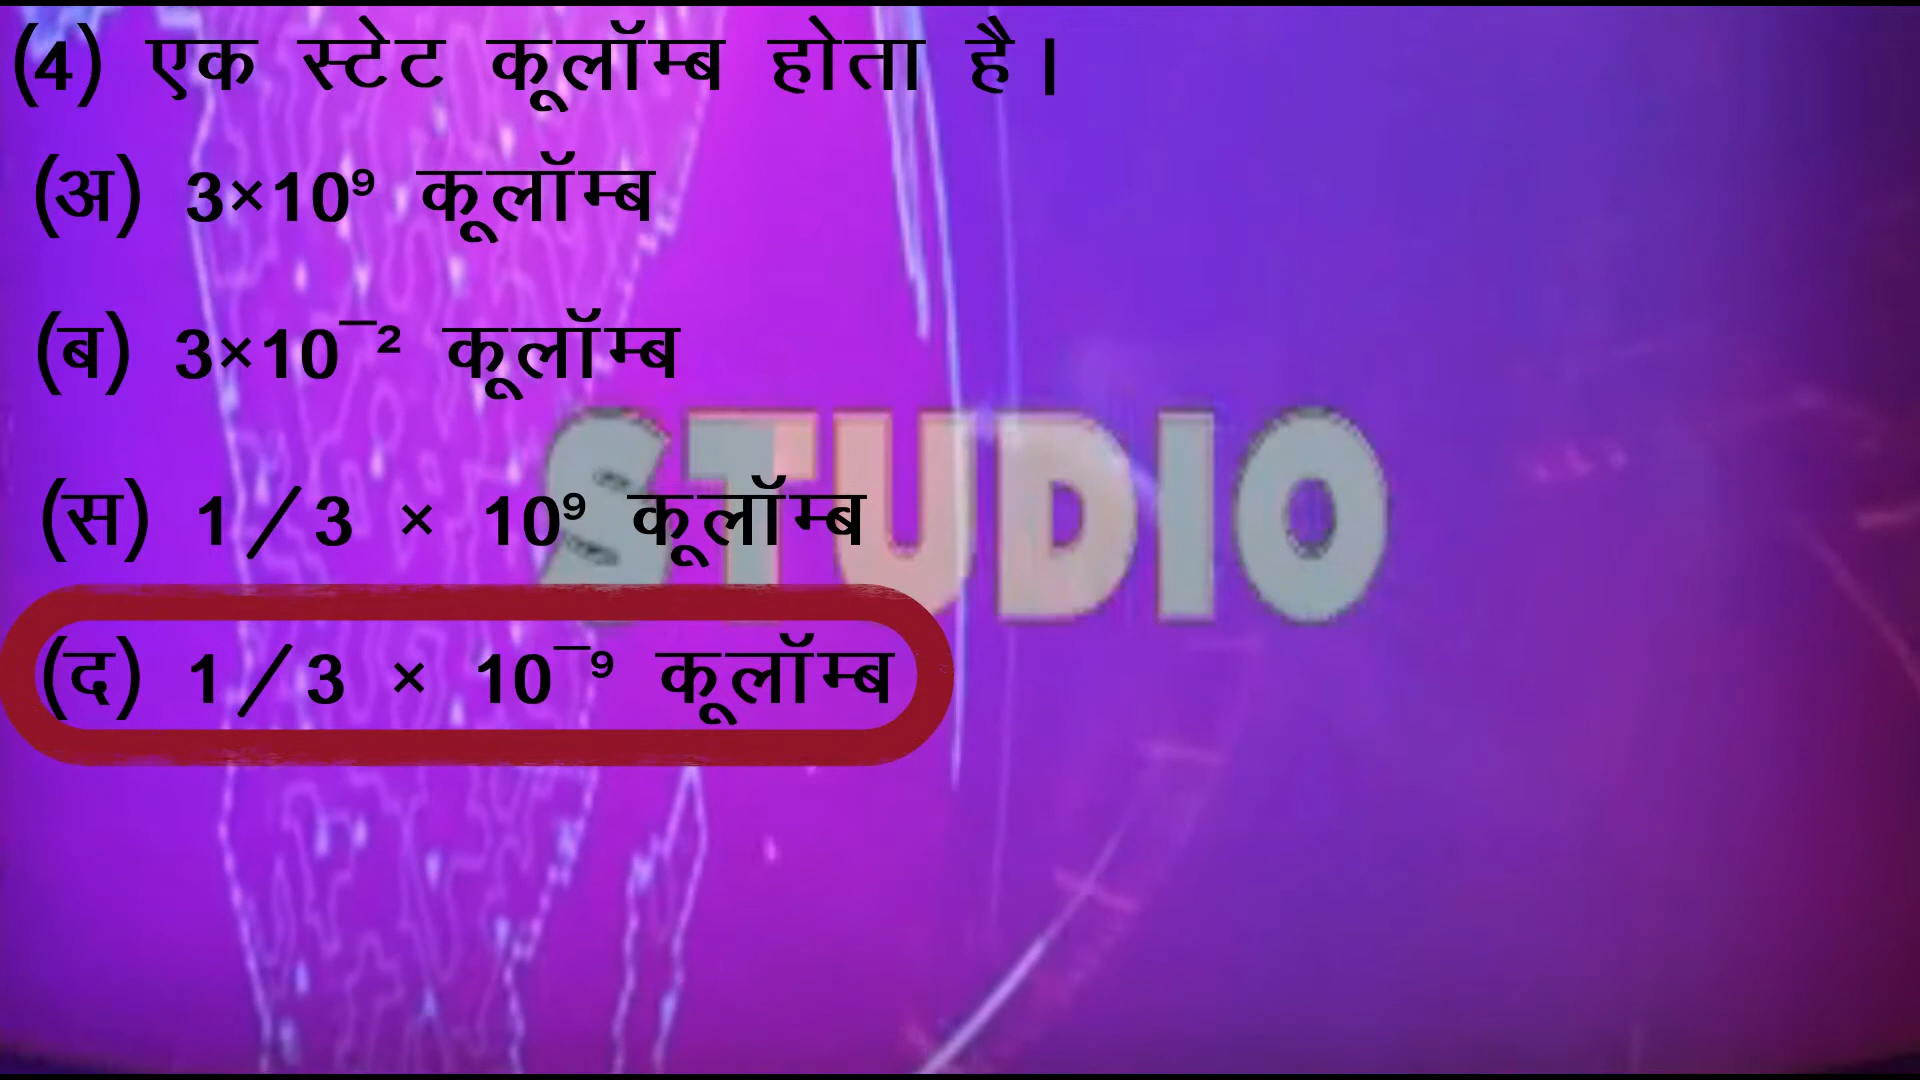 (4) एक स्टेट कूलॉम्ब होता है।
(अ) 3×10⁹ कूलॉम्ब
(ब) 3×10¯² कूलॉम्ब
(स) 1/3 × 10⁹ कूलॉम्ब
STUDIO
(द) 1/3 × 10¯⁹ कूलॉम्ब